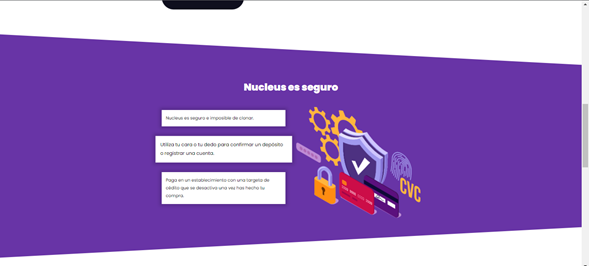 Nucleus es seguro
Nucleus es seguro e imposible de clonar.
Utiliza tu cara o tu dedo para confirmar un depósito
o registrar una cuenta.
Paga en un establecimiento con una targeta de
cédito que se desactiva una vez has hecho tu
compra.
CVC